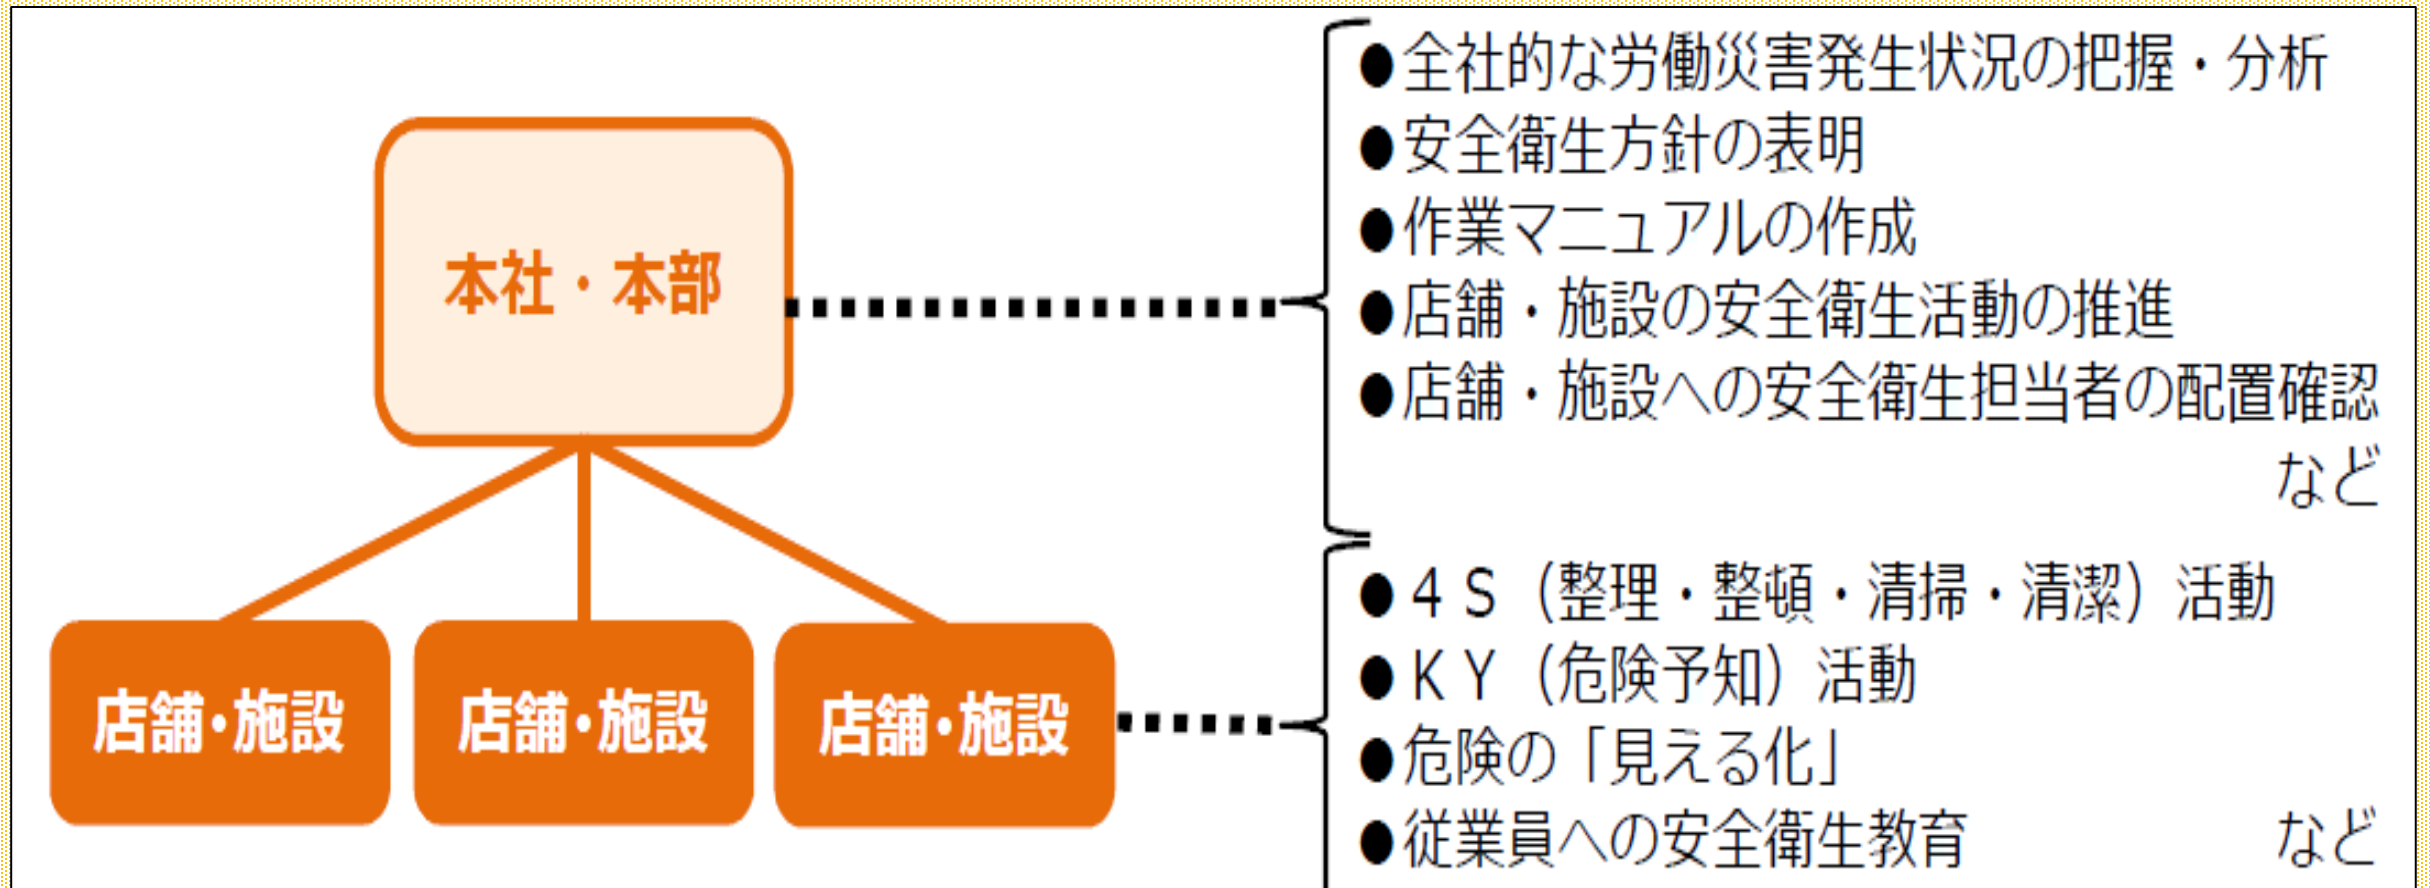 本社・本部
●全社的な労働災害発生状況の把握・分析
●安全衛生方針の表明
●作業マニュアルの作成
●店舗・施設の安全衛生活動の推進
●店舗・施設への安全衛生担当者の配置確認
など
店舗・施設
店舗・施設
店舗・施設
●４Ｓ（整理・整頓・清掃・清潔）活動
●ＫＹ（危険予知）活動
●危険の「見える化」
●従業員への安全衛生教育 など